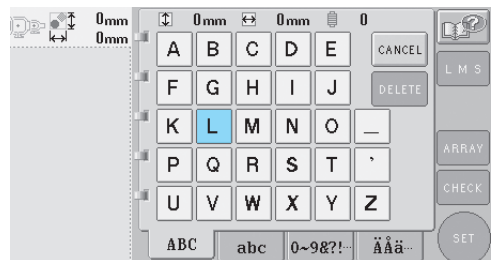 0mm 0mm 0mm 0
0mm
A B C D E CANCEL
L M S
F G H I J DELETE
K L M N O _
ARRAY
P Q R S T '
CHECK
U V W X Y Z
SET
ABC abc 0~9&?!··· ÄÅä···